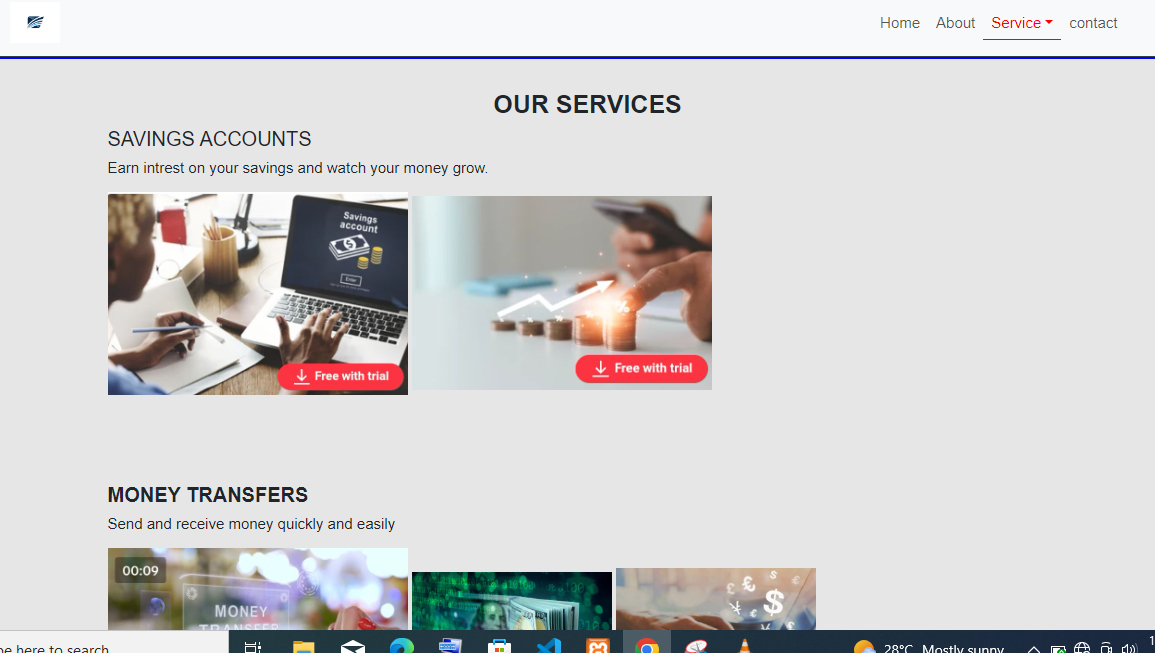 Home About Service contact
OUR SERVICES
SAVINGS ACCOUNTS
Earn intrest on your savings and watch your money grow.
Savings
account
Enter
%
Free with trial
Free with trial
MONEY TRANSFERS
Send and receive money quickly and easily
00:09
MONEY
TRANSFER
$
pe here to search
28°C Mostly sunny
1